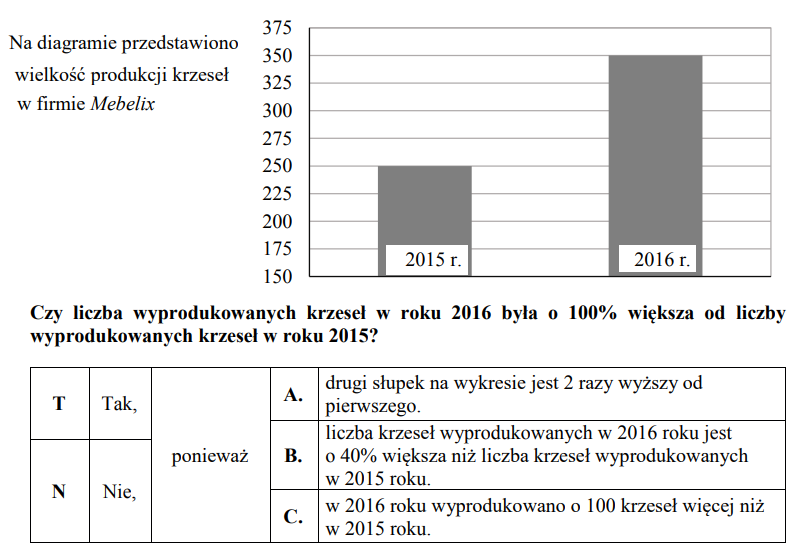 Na diagramie przedstawiono
wielkość produkcji krzeseł
w firmie Mebelix
375
350
325
300
275
250
225
200
175
150
2015 r.
2016 r.
Czy liczba wyprodukowanych krzeseł w roku 2016 była o 100% większa od liczby
wyprodukowanych krzeseł w roku 2015?
T
Tak,
N
Nie,
ponieważ
A.
drugi słupek na wykresie jest 2 razy wyższy od
pierwszego.
B.
liczba krzeseł wyprodukowanych w 2016 roku jest
o 40% większa niż liczba krzeseł wyprodukowanych
w 2015 roku.
C.
w 2016 roku wyprodukowano o 100 krzeseł więcej niż
w 2015 roku.